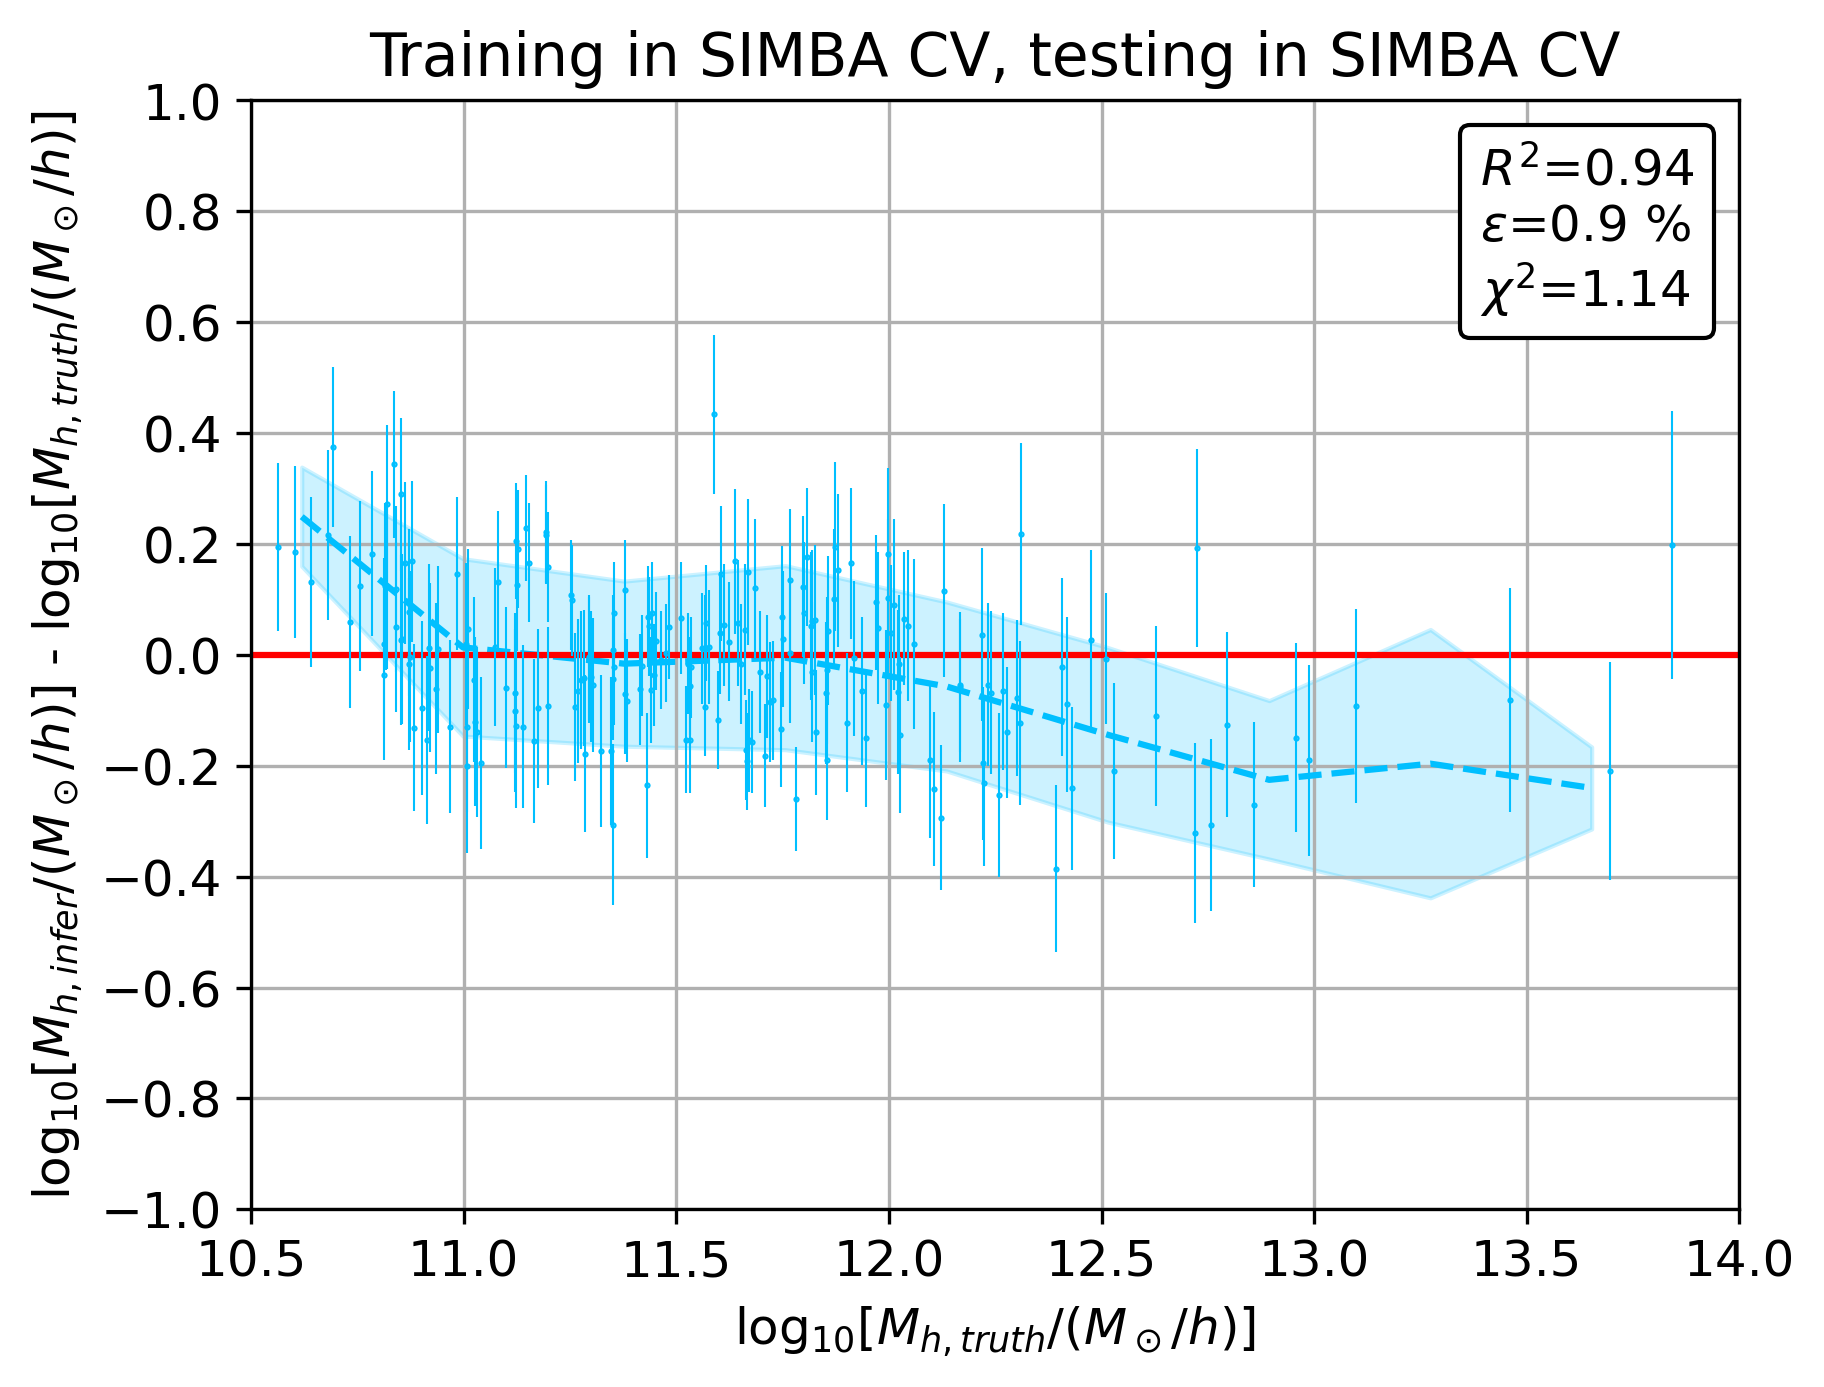 Training in SIMBA CV, testing in SIMBA CV
log₁₀[M_{h,infer}/(M_⊙/h)] - log₁₀[M_{h,truth}/(M_⊙/h)]
1.0
0.8
0.6
0.4
0.2
0.0
−0.2
−0.4
−0.6
−0.8
−1.0
R²=0.94
ε=0.9 %
χ²=1.14
10.5 11.0 11.5 12.0 12.5 13.0 13.5 14.0
log₁₀[M_{h,truth}/(M_⊙/h)]